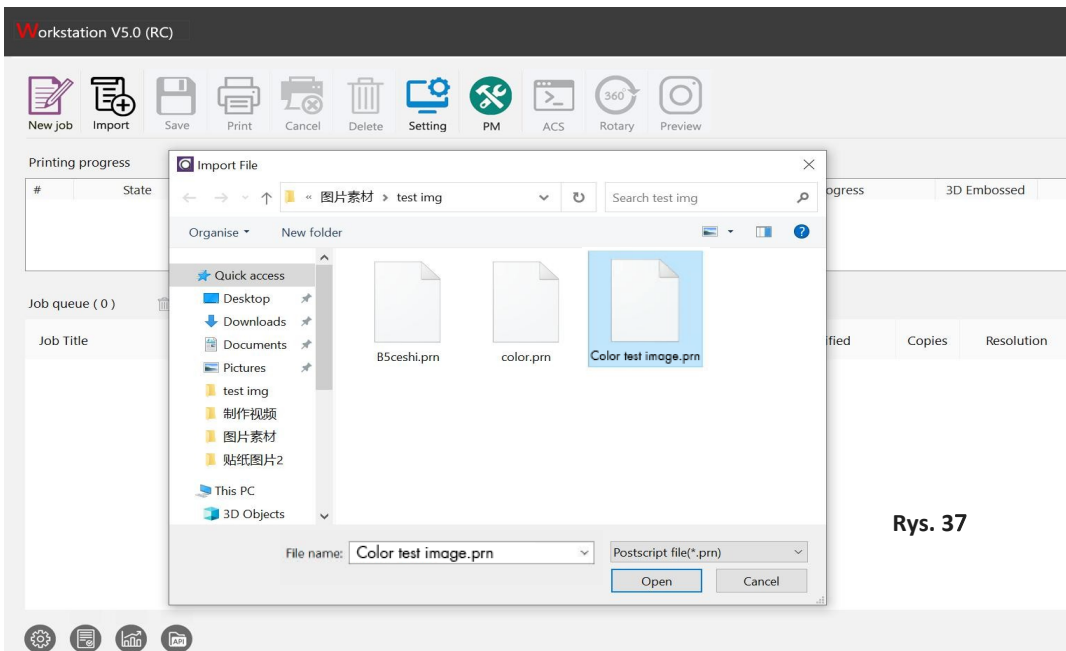 Workstation V5.0 (RC)
New job Import Save Print Cancel Delete Setting PM ACS 360° Rotary Preview
Printing progress
Import File
# State ogress 3D Embossed
« 图片素材 › test img Search test img
Organise New folder
Quick access
Job queue ( 0 ) Desktop
Downloads
Job Title Documents B5ceshi.prn color.prn Color test image.prn ified Copies Resolution
Pictures
test img
制作视频
图片素材
贴纸图片2
This PC
3D Objects
Rys. 37
File name: Color test image.prn Postscript file(*.prn)
Open Cancel
API